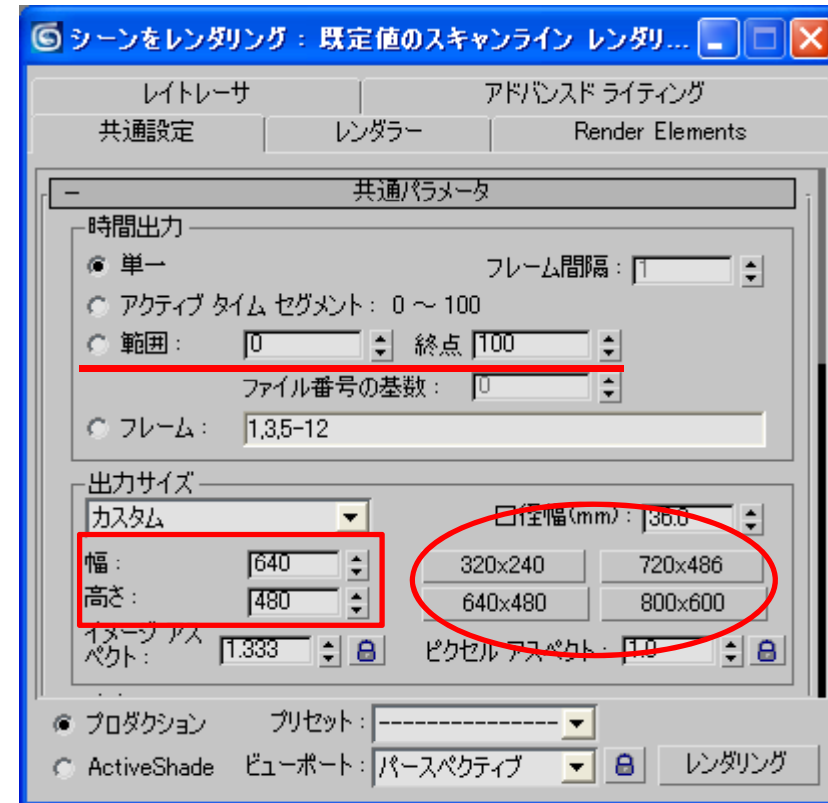 シーンをレンダリング : 既定値のスキャンライン レンダリ...
レイトレーサ アドバンスド ライティング
共通設定 レンダラー Render Elements
- 共通パラメータ
時間出力
単一 フレーム間隔 : 1
アクティブ タイム セグメント : 0 ～ 100
範囲 : 0 終点 100
ファイル番号の基数 : 0
フレーム : 1,3,5-12
出力サイズ
カスタム 口径幅(mm) : 36.0
幅 : 640 320x240 720x486
高さ : 480 640x480 800x600
イメージ アス
ペクト : 1.333 ピクセル アスペクト : 1.0
プロダクション プリセット : ---------------
ActiveShade ビューポート : パースペクティブ レンダリング